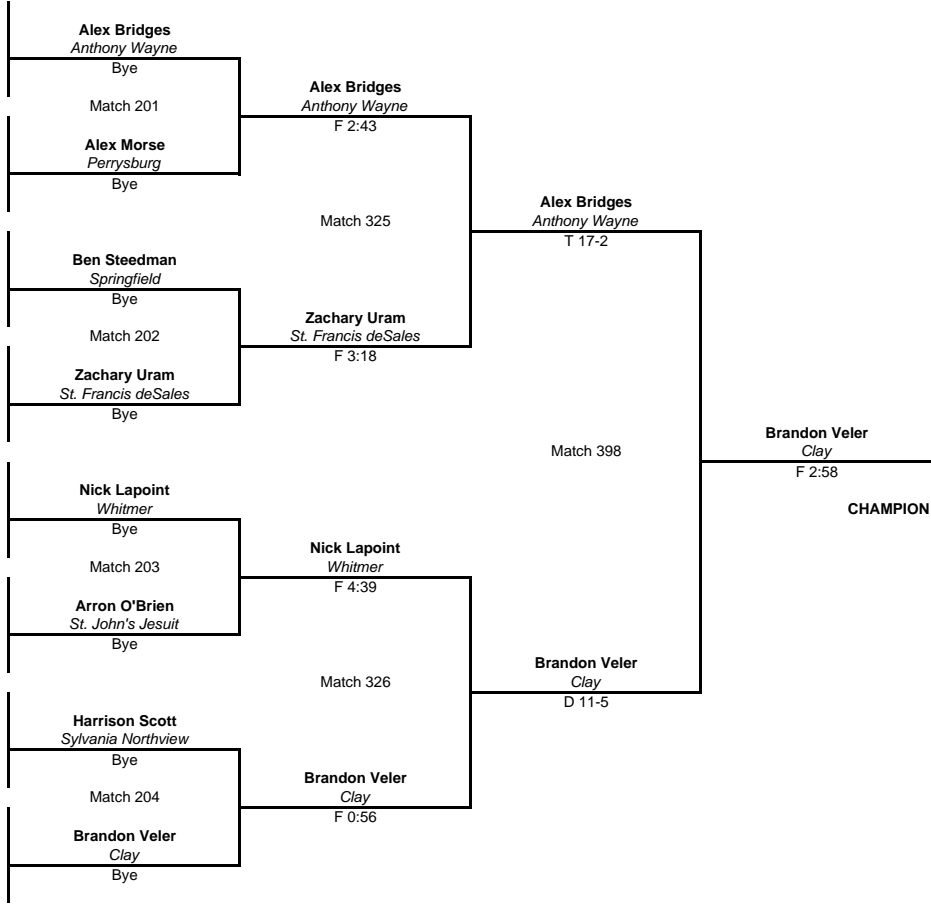 Alex Bridges
Anthony Wayne
Bye
Match 201
Alex Morse
Perrysburg
Bye
Ben Steedman
Springfield
Bye
Match 202
Zachary Uram
St. Francis deSales
Bye
Nick Lapoint
Whitmer
Bye
Match 203
Arron O'Brien
St. John's Jesuit
Bye
Harrison Scott
Sylvania Northview
Bye
Match 204
Brandon Veler
Clay
Bye
Alex Bridges
Anthony Wayne
F 2:43
Match 325
Zachary Uram
St. Francis deSales
F 3:18
Nick Lapoint
Whitmer
F 4:39
Match 326
Brandon Veler
Clay
F 0:56
Alex Bridges
Anthony Wayne
T 17-2
Match 398
Brandon Veler
Clay
D 11-5
Brandon Veler
Clay
F 2:58
CHAMPION